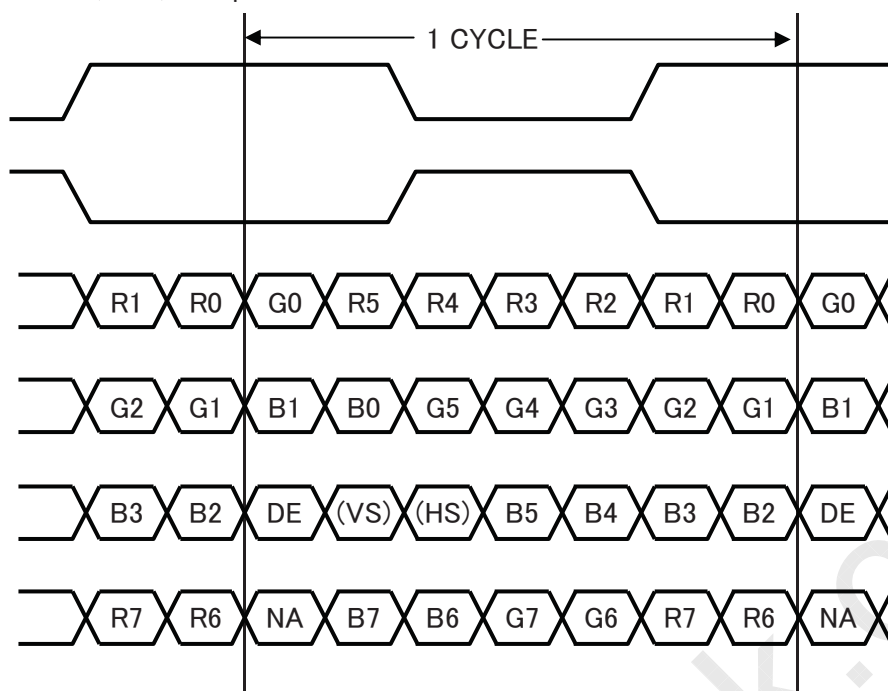 1 CYCLE
R1 R0 G0 R5 R4 R3 R2 R1 R0 G0
G2 G1 B1 B0 G5 G4 G3 G2 G1 B1
B3 B2 DE (VS) (HS) B5 B4 B3 B2 DE
R7 R6 NA B7 B6 G7 G6 R7 R6 NA